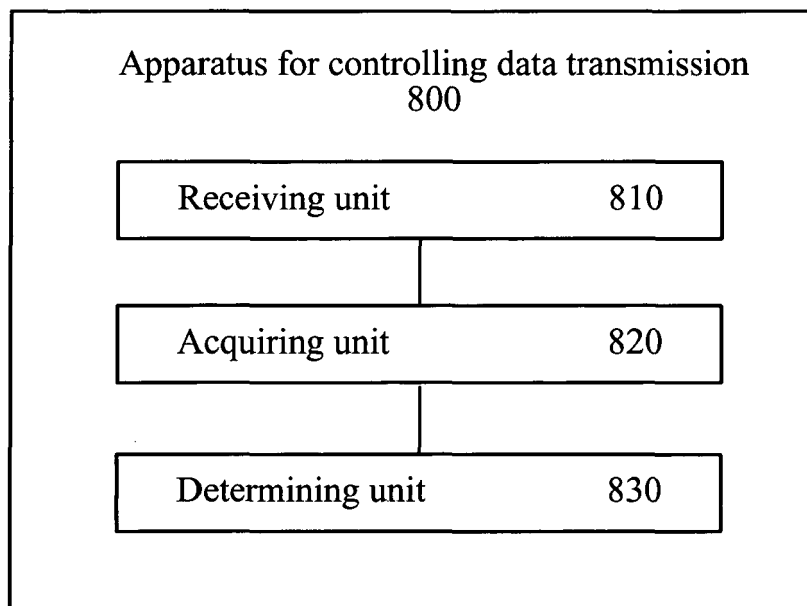 Apparatus for controlling data transmission
800
Receiving unit 810
Acquiring unit 820
Determining unit 830